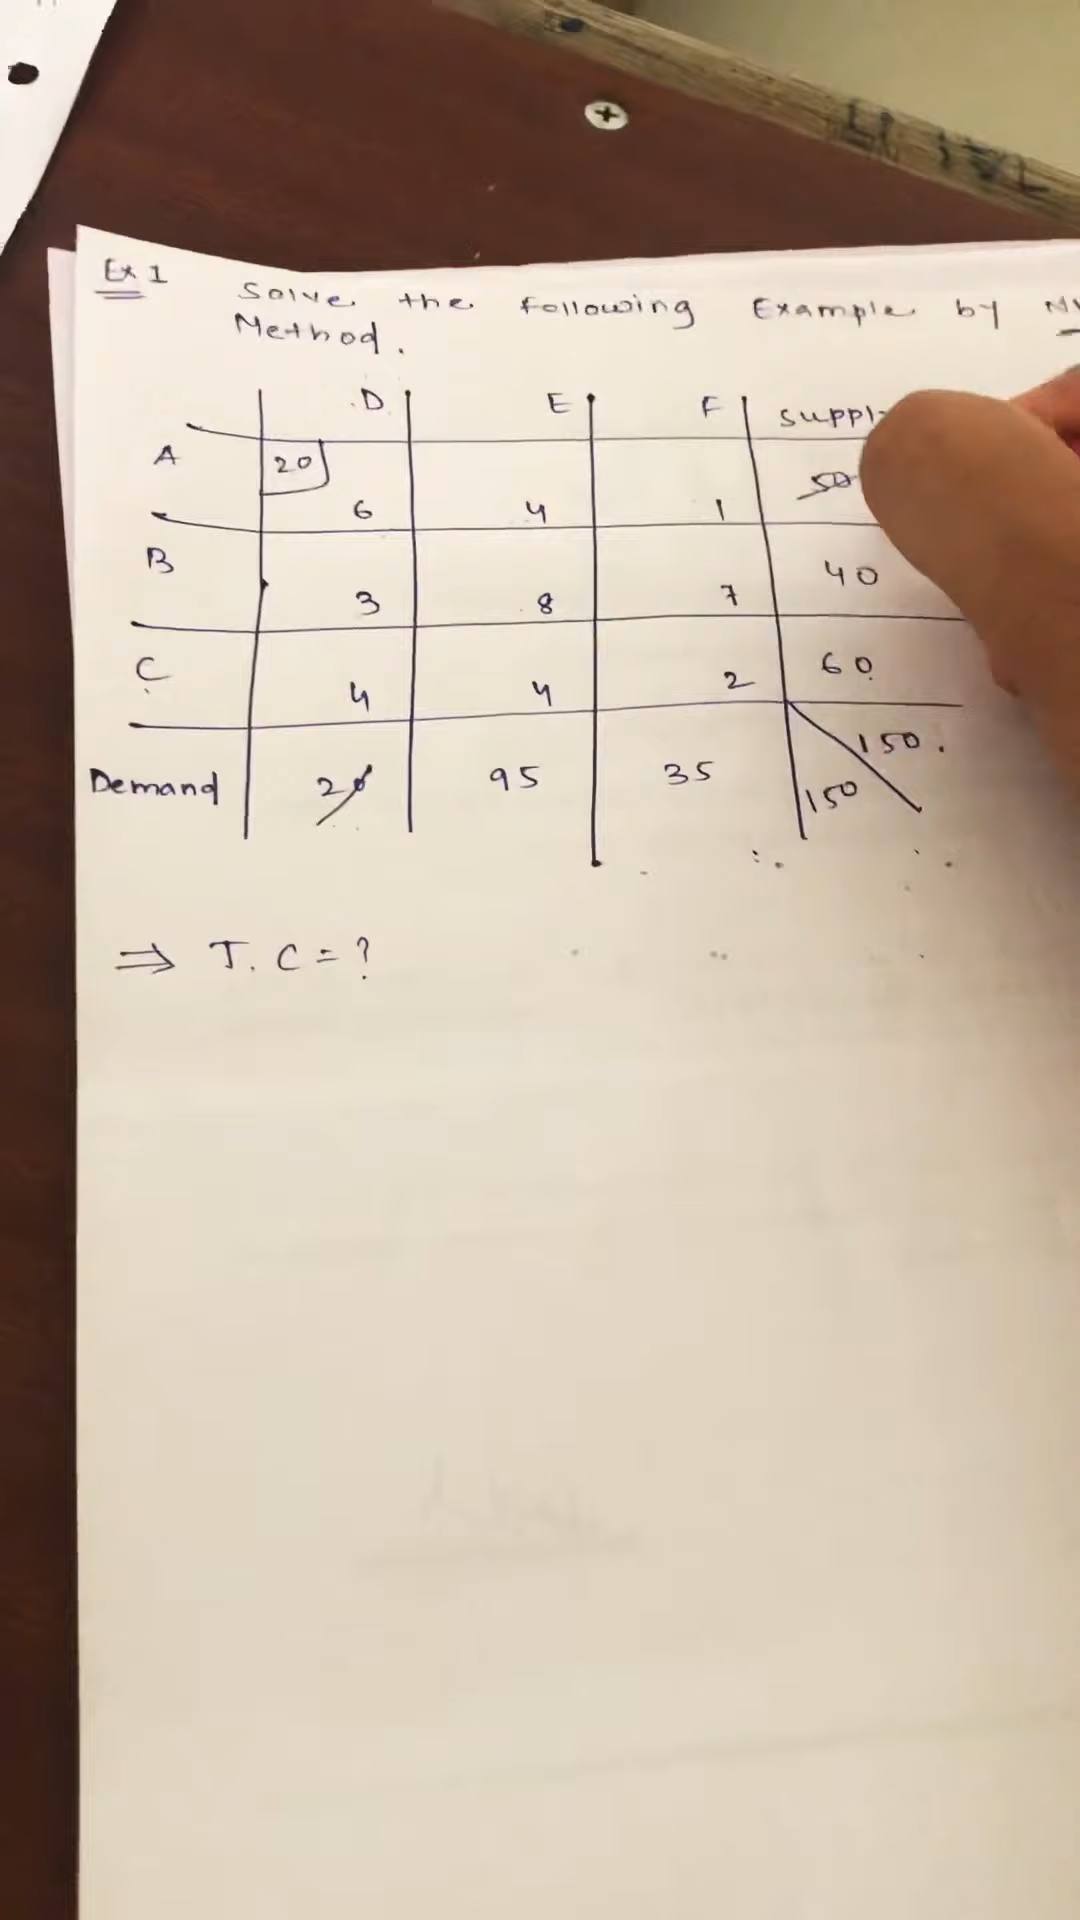 Ex 1
Solve the following Example by
Method.
D E F
A 20 6 4 1 50
B 3 8 7 40
C 4 4 2 60
150.
Demand 20 95 35 150
⇒ T. C = ?